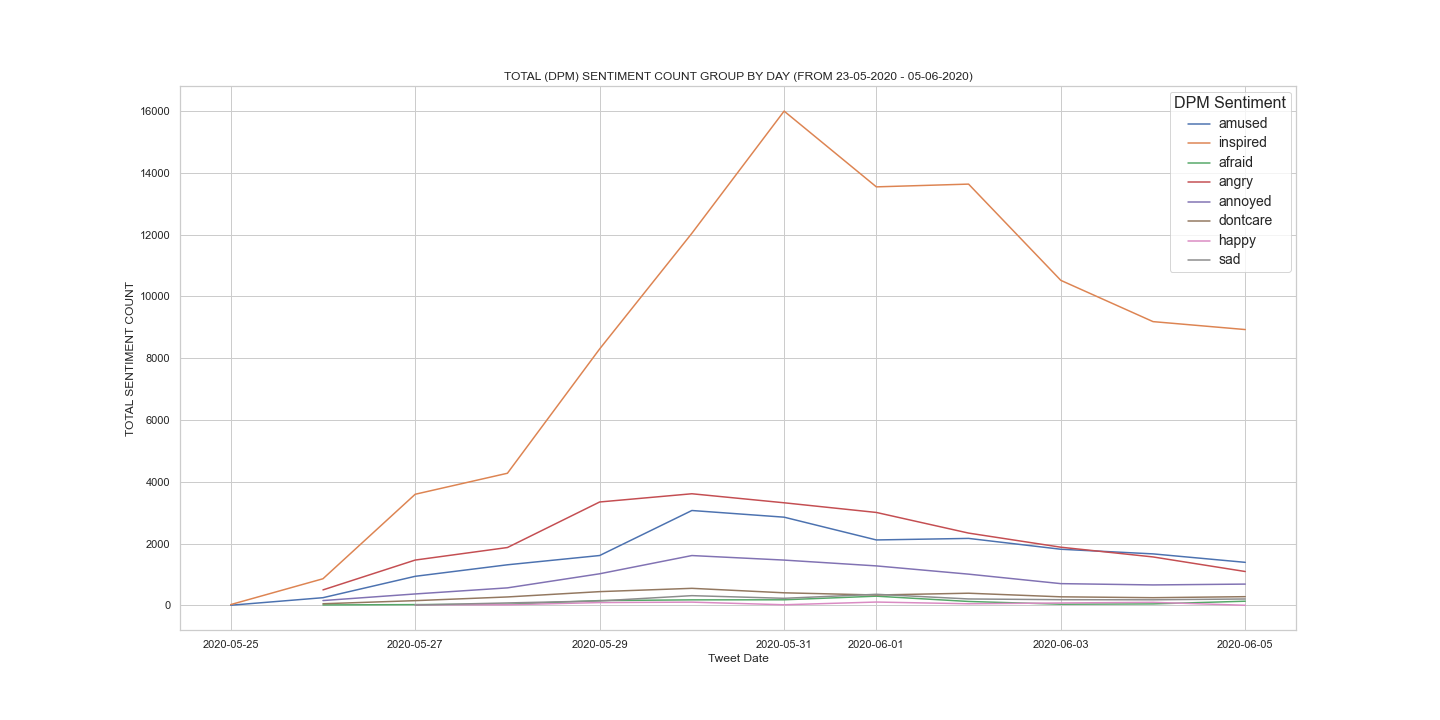 TOTAL (DPM) SENTIMENT COUNT GROUP BY DAY (FROM 23-05-2020 - 05-06-2020)
DPM Sentiment
amused
inspired
afraid
angry
annoyed
dontcare
happy
sad
TOTAL SENTIMENT COUNT
16000
14000
12000
10000
8000
6000
4000
2000
0
2020-05-25 2020-05-27 2020-05-29 2020-05-31 2020-06-01 2020-06-03 2020-06-05
Tweet Date